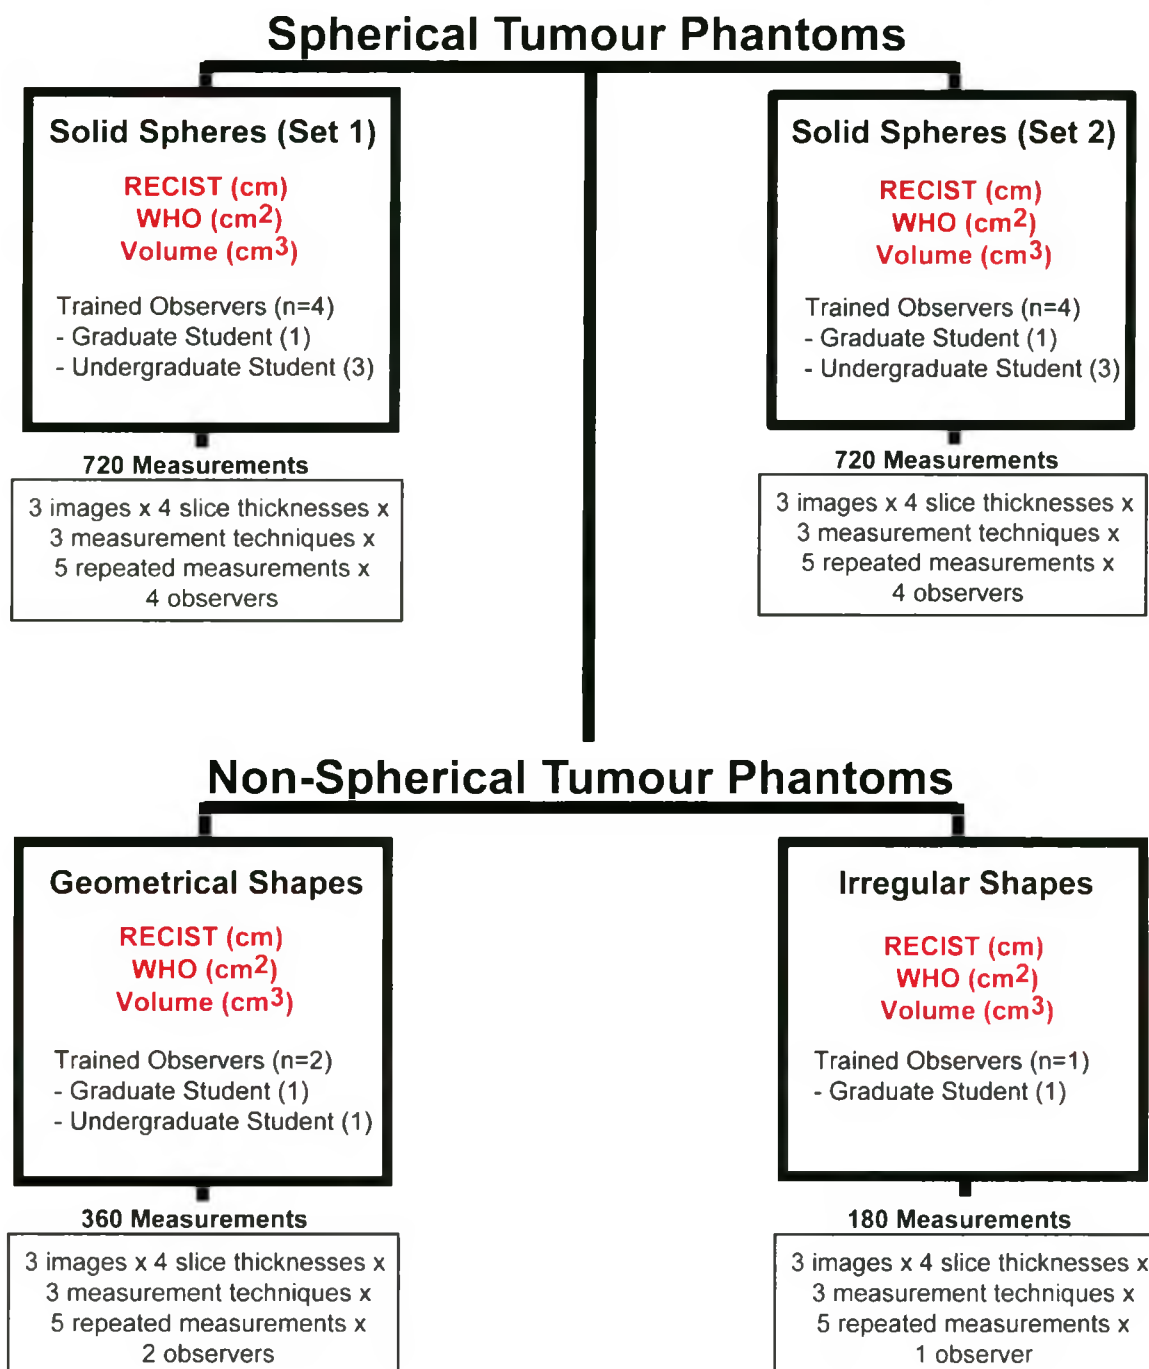 Spherical Tumour Phantoms
Solid Spheres (Set 1)
RECIST (cm)
WHO (cm2)
Volume (cm3)
Trained Observers (n=4)
- Graduate Student (1)
- Undergraduate Student (3)
720 Measurements
3 images x 4 slice thicknesses x
3 measurement techniques x
5 repeated measurements x
4 observers
Solid Spheres (Set 2)
RECIST (cm)
WHO (cm2)
Volume (cm3)
Trained Observers (n=4)
- Graduate Student (1)
- Undergraduate Student (3)
720 Measurements
3 images x 4 slice thicknesses x
3 measurement techniques x
5 repeated measurements x
4 observers
Non-Spherical Tumour Phantoms
Geometrical Shapes
RECIST (cm)
WHO (cm2)
Volume (cm3)
Trained Observers (n=2)
- Graduate Student (1)
- Undergraduate Student (1)
360 Measurements
3 images x 4 slice thicknesses x
3 measurement techniques x
5 repeated measurements x
2 observers
Irregular Shapes
RECIST (cm)
WHO (cm2)
Volume (cm3)
Trained Observers (n=1)
- Graduate Student (1)
180 Measurements
3 images x 4 slice thicknesses x
3 measurement techniques x
5 repeated measurements x
1 observer